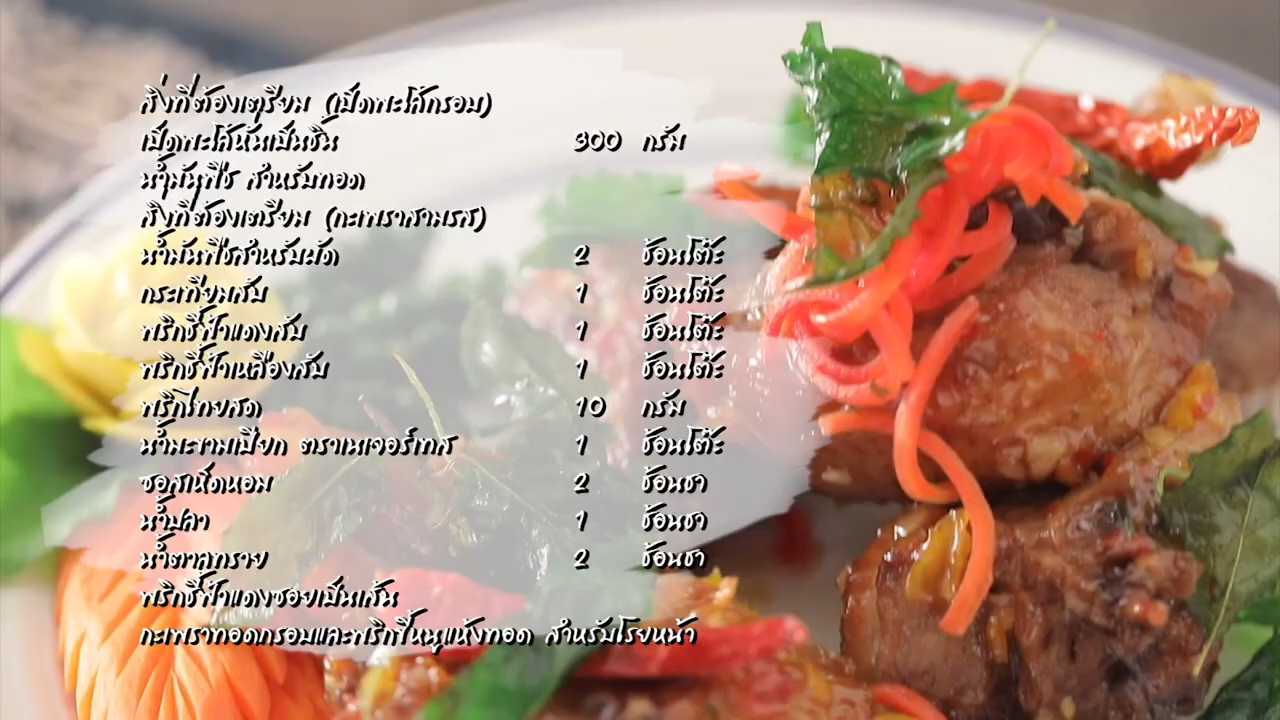 สิ่งที่ต้องเตรียม (เป็ดพะโล้กรอบ)
เป็ดพะโล้หั่นเป็นชิ้น 300 กรัม
น้ำมันพืช สำหรับทอด
สิ่งที่ต้องเตรียม (กะเพราสามรส)
น้ำมันพืชสำหรับผัด 2 ช้อนโต๊ะ
กระเทียมสับ 1 ช้อนโต๊ะ
พริกชี้ฟ้าแดงสับ 1 ช้อนโต๊ะ
พริกชี้ฟ้าเหลืองสับ 1 ช้อนโต๊ะ
พริกไทยสด 10 กรัม
น้ำมะขามเปียก ตราเนเจอร์เทส 1 ช้อนโต๊ะ
ซอสเห็ดหอม 2 ช้อนชา
น้ำปลา 1 ช้อนชา
น้ำตาลทราย 2 ช้อนชา
พริกชี้ฟ้าแดงซอยเป็นเส้น
กะเพราทอดกรอบและพริกขี้หนูแห้งทอด สำหรับโรยหน้า